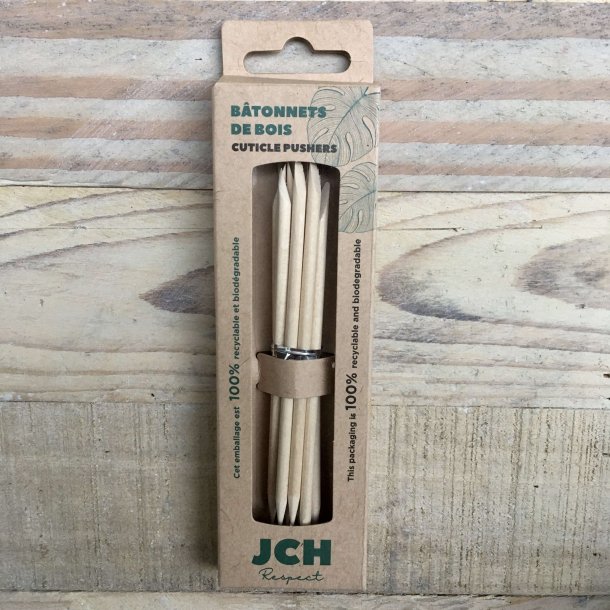 BÂTONNETS
DE BOIS
CUTICLE PUSHERS
Cet emballage est 100% recyclable et biodégradable
This packaging is 100% recyclable and biodegradable
JCH
Respect